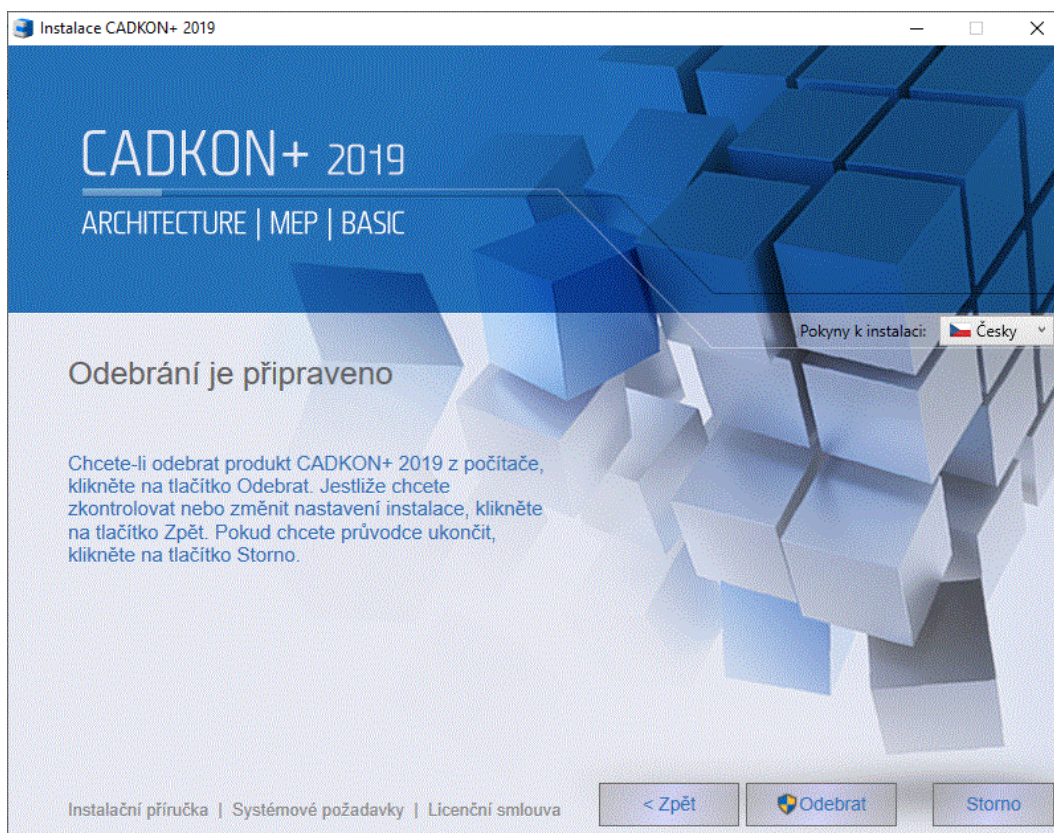 Instalace CADKON+ 2019
CADKON+ 2019
ARCHITECTURE | MEP | BASIC
Pokyny k instalaci: Česky
Odebrání je připraveno
Chcete-li odebrat produkt CADKON+ 2019 z počítače,
klikněte na tlačítko Odebrat. Jestliže chcete
zkontrolovat nebo změnit nastavení instalace, klikněte
na tlačítko Zpět. Pokud chcete průvodce ukončit,
klikněte na tlačítko Storno.
Instalační příručka | Systémové požadavky | Licenční smlouva
< Zpět Odebrat Storno